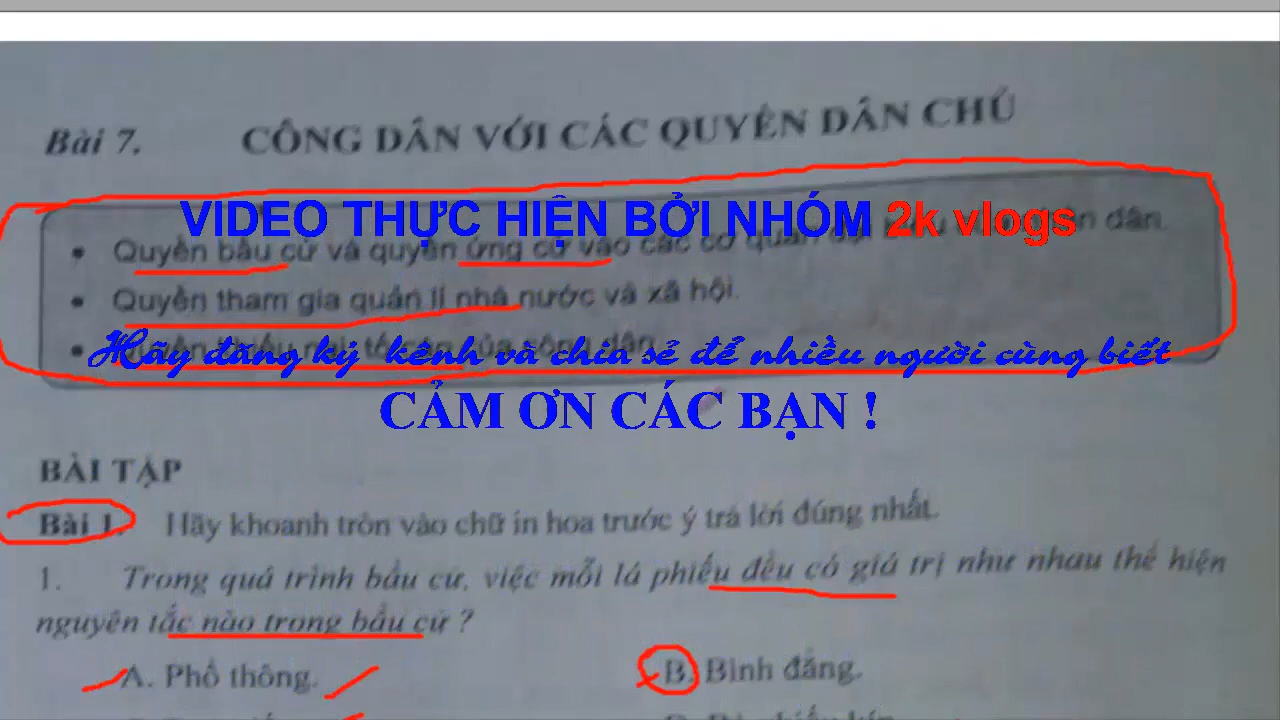 Bài 7. CÔNG DÂN VỚI CÁC QUYỀN DÂN CHỦ
VIDEO THỰC HIỆN BỞI NHÓM 2k vlogs
• Quyền bầu cử và quyền ứng cử vào các cơ quan dân.
• Quyền tham gia quản lí nhà nước và xã hội.
Hãy đăng ký kênh và chia sẻ để nhiều người cùng biết
CẢM ƠN CÁC BẠN !
BÀI TẬP
Bài 1. Hãy khoanh tròn vào chữ in hoa trước ý trả lời đúng nhất.
1. Trong quá trình bầu cử, việc mỗi lá phiếu đều có giá trị như nhau thể hiện
nguyên tắc nào trong bầu cử ?
A. Phổ thông. B. Bình đẳng.